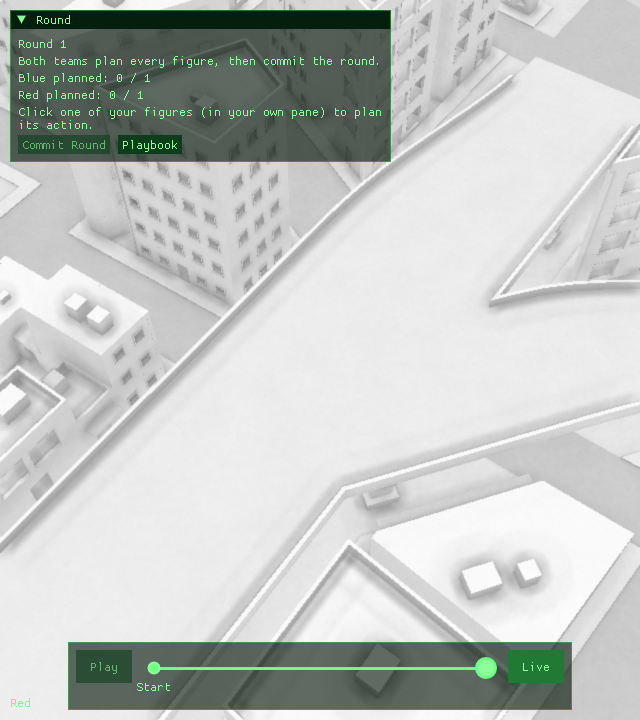 Round
Round 1
Both teams plan every figure, then commit the round.
Blue planned: 0 / 1
Red planned: 0 / 1
Click one of your figures (in your own pane) to plan
its action.
Commit Round Playbook
Play Live
Start
Red